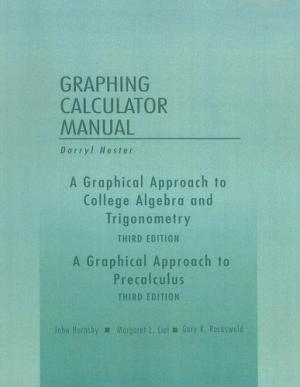 GRAPHING
CALCULATOR
MANUAL
Darryl Nester
A Graphical Approach to
College Algebra and
Trigonometry
THIRD EDITION
A Graphical Approach to
Precalculus
THIRD EDITION
John Hornsby ■ Margaret L. Lial ■ Gary K. Rockswold